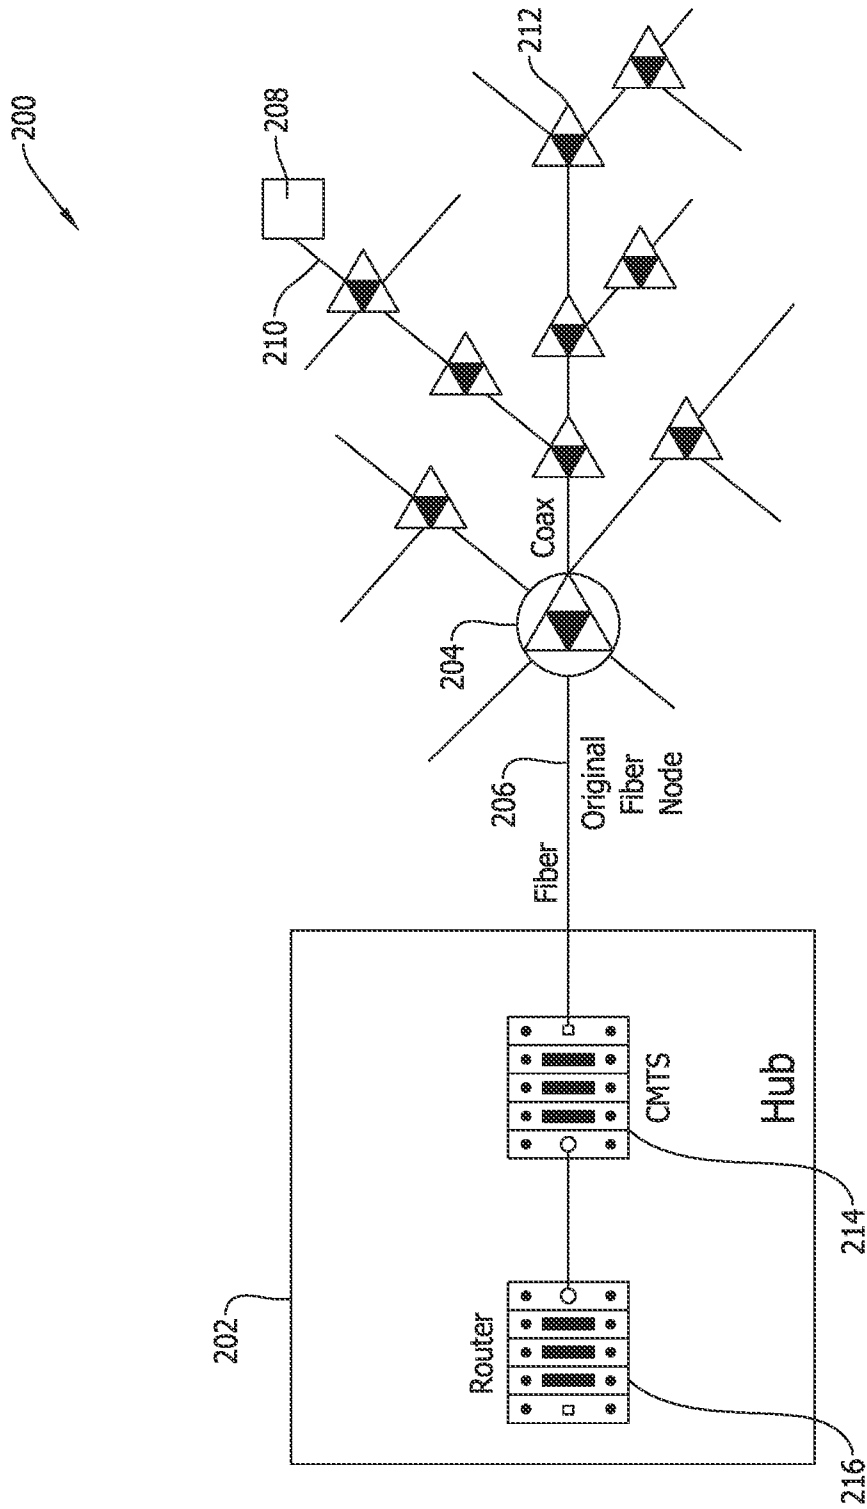 200
208
210
212
204
Coax
206
Original
Fiber
Node
Fiber
202
Router
CMTS
Hub
214
216